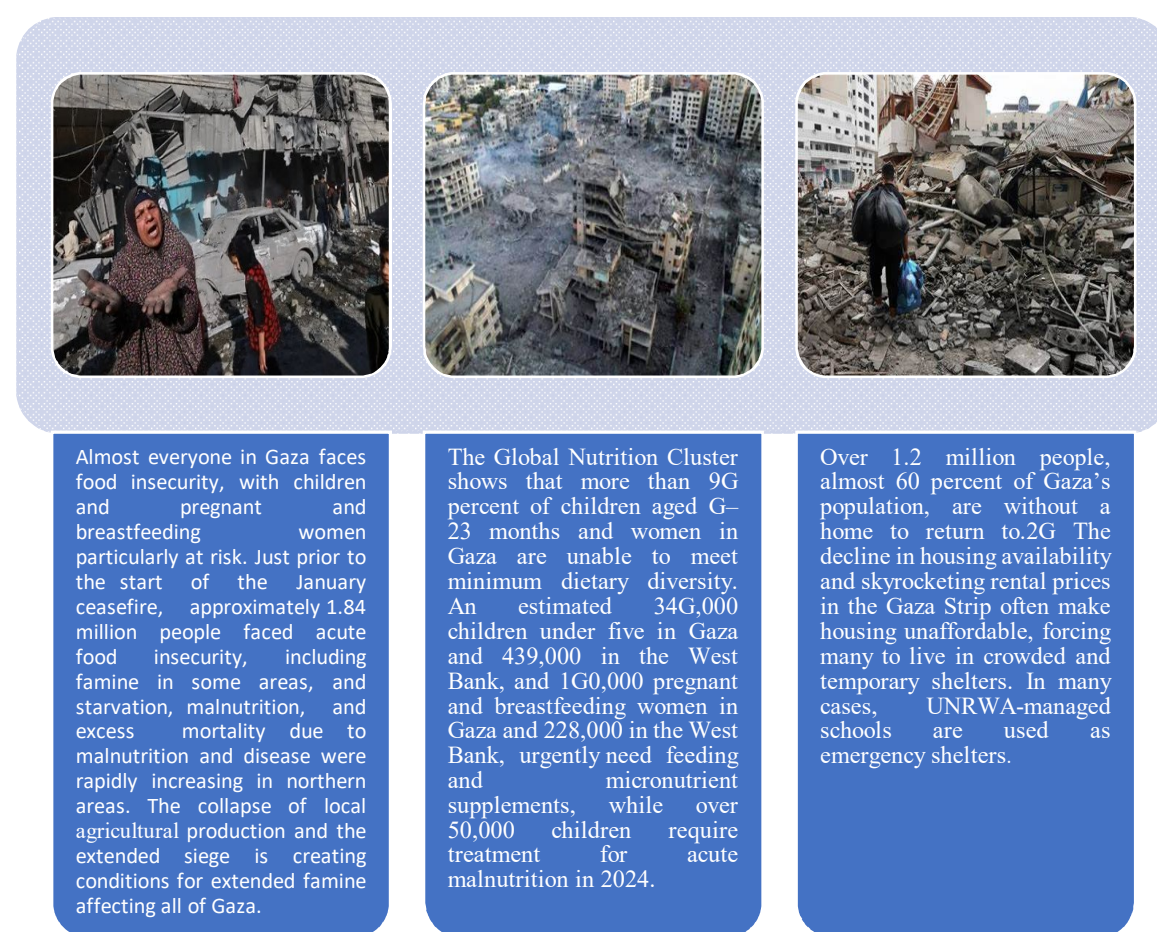 Almost everyone in Gaza faces
food insecurity, with children
and pregnant and
breastfeeding women
particularly at risk. Just prior to
the start of the January
ceasefire, approximately 1.84
million people faced acute
food insecurity, including
famine in some areas, and
starvation, malnutrition, and
excess mortality due to
malnutrition and disease were
rapidly increasing in northern
areas. The collapse of local
agricultural production and the
extended siege is creating
conditions for extended famine
affecting all of Gaza.
The Global Nutrition Cluster
shows that more than 9G
percent of children aged G–
23 months and women in
Gaza are unable to meet
minimum dietary diversity.
An estimated 34G,000
children under five in Gaza
and 439,000 in the West
Bank, and 1G0,000 pregnant
and breastfeeding women in
Gaza and 228,000 in the West
Bank, urgently need feeding
and micronutrient
supplements, while over
50,000 children require
treatment for acute
malnutrition in 2024.
Over 1.2 million people,
almost 60 percent of Gaza’s
population, are without a
home to return to.2G The
decline in housing availability
and skyrocketing rental prices
in the Gaza Strip often make
housing unaffordable, forcing
many to live in crowded and
temporary shelters. In many
cases, UNRWA-managed
schools are used as
emergency shelters.